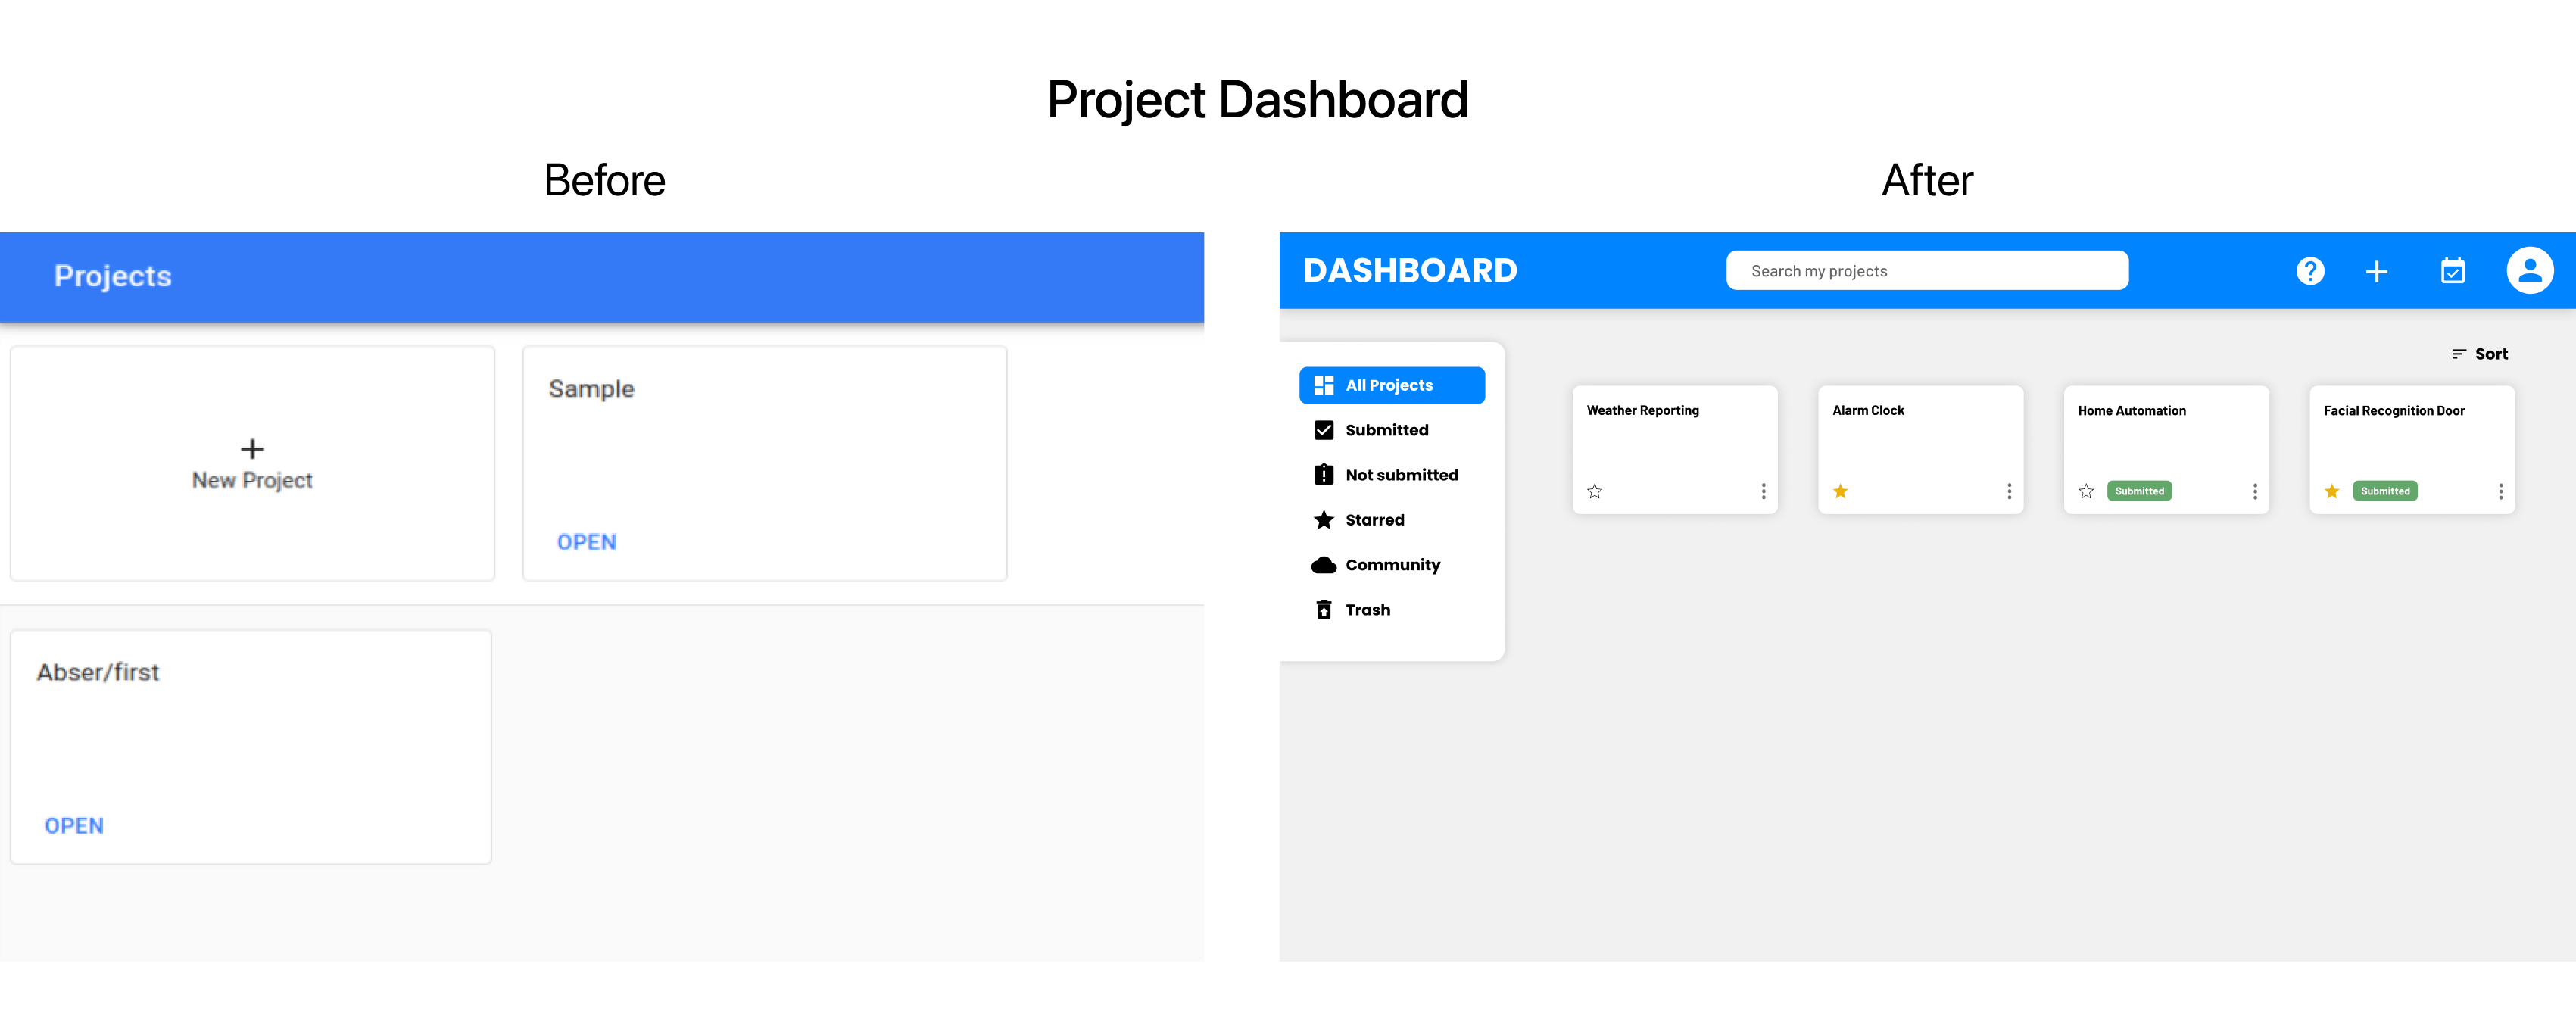 Project Dashboard
Before
After
Projects
+
New Project
Sample
OPEN
Abser/first
OPEN
DASHBOARD
Search my projects
All Projects
Submitted
Not submitted
Starred
Community
Trash
Sort
Weather Reporting
Alarm Clock
Home Automation
Submitted
Facial Recognition Door
Submitted